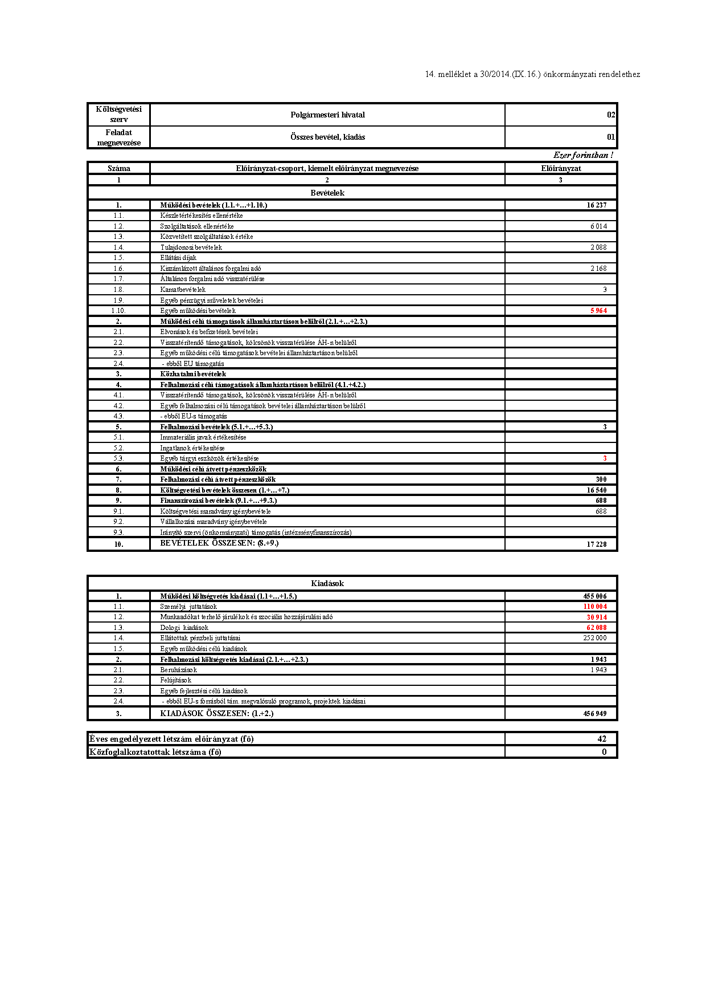 14. melléklet a 30/2014.(IX.16.) önkormányzati rendelethez
Költségvetési szerv Polgármesteri hivatal 02
Feladat megnevezése Összes bevétel, kiadás 01
Ezer forintban !
Száma Előirányzat-csoport, kiemelt előirányzat megnevezése Előirányzat
1 2 3
Bevételek
1. Működési bevételek (1.1.+…+1.10.) 16 237
1.1. Készletértékesítés ellenértéke
1.2. Szolgáltatások ellenértéke 6 014
1.3. Közvetített szolgáltatások értéke
1.4. Tulajdonosi bevételek 2 088
1.5. Ellátási díjak
1.6. Kiszámlázott általános forgalmi adó 2 168
1.7. Általános forgalmi adó visszatérülése
1.8. Kamatbevételek 3
1.9. Egyéb pénzügyi műveletek bevételei
1.10. Egyéb működési bevételek 5 964
2. Működési célú támogatások államháztartáson belülről (2.1.+…+2.3.)
2.1. Elvonások és befizetések bevételei
2.2. Visszatérítendő támogatások, kölcsönök visszatérülése ÁH-n belülről
2.3. Egyéb működési célú támogatások bevételei államháztartáson belülről
2.4. - ebből EU támogatás
3. Közhatalmi bevételek
4. Felhalmozási célú támogatások államháztartáson belülről (4.1.+4.2.)
4.1. Visszatérítendő támogatások, kölcsönök visszatérülése ÁH-n belülről
4.2. Egyéb felhalmozási célú támogatások bevételei államháztartáson belülről
4.3. - ebből EU-s támogatás
5. Felhalmozási bevételek (5.1.+…+5.3.) 3
5.1. Immateriális javak értékesítése
5.2. Ingatlanok értékesítése
5.3. Egyéb tárgyi eszközök értékesítése 3
6. Működési célú átvett pénzeszközök
7. Felhalmozási célú átvett pénzeszközök 300
8. Költségvetési bevételek összesen (1.+…+7.) 16 540
9. Finanszírozási bevételek (9.1.+…+9.3.) 688
9.1. Költségvetési maradvány igénybevétele 688
9.2. Vállalkozási maradvány igénybevétele
9.3. Irányító szervi (önkormányzati) támogatás (intézményfinanszírozás)
10. BEVÉTELEK ÖSSZESEN: (8.+9.) 17 228
Kiadások
1. Működési költségvetés kiadásai (1.1+…+1.5.) 455 006
1.1. Személyi juttatások 110 004
1.2. Munkaadókat terhelő járulékok és szociális hozzájárulási adó 30 914
1.3. Dologi kiadások 62 088
1.4. Ellátottak pénzbeli juttatásai 252 000
1.5. Egyéb működési célú kiadások
2. Felhalmozási költségvetés kiadásai (2.1.+…+2.3.) 1 943
2.1. Beruházások 1 943
2.2. Felújítások
2.3. Egyéb fejlesztési célú kiadások
2.4. - ebből EU-s forrásból tám. megvalósuló programok, projektek kiadásai
3. KIADÁSOK ÖSSZESEN: (1.+2.) 456 949
Éves engedélyezett létszám előirányzat (fő) 42
Közfoglalkoztatottak létszáma (fő) 0